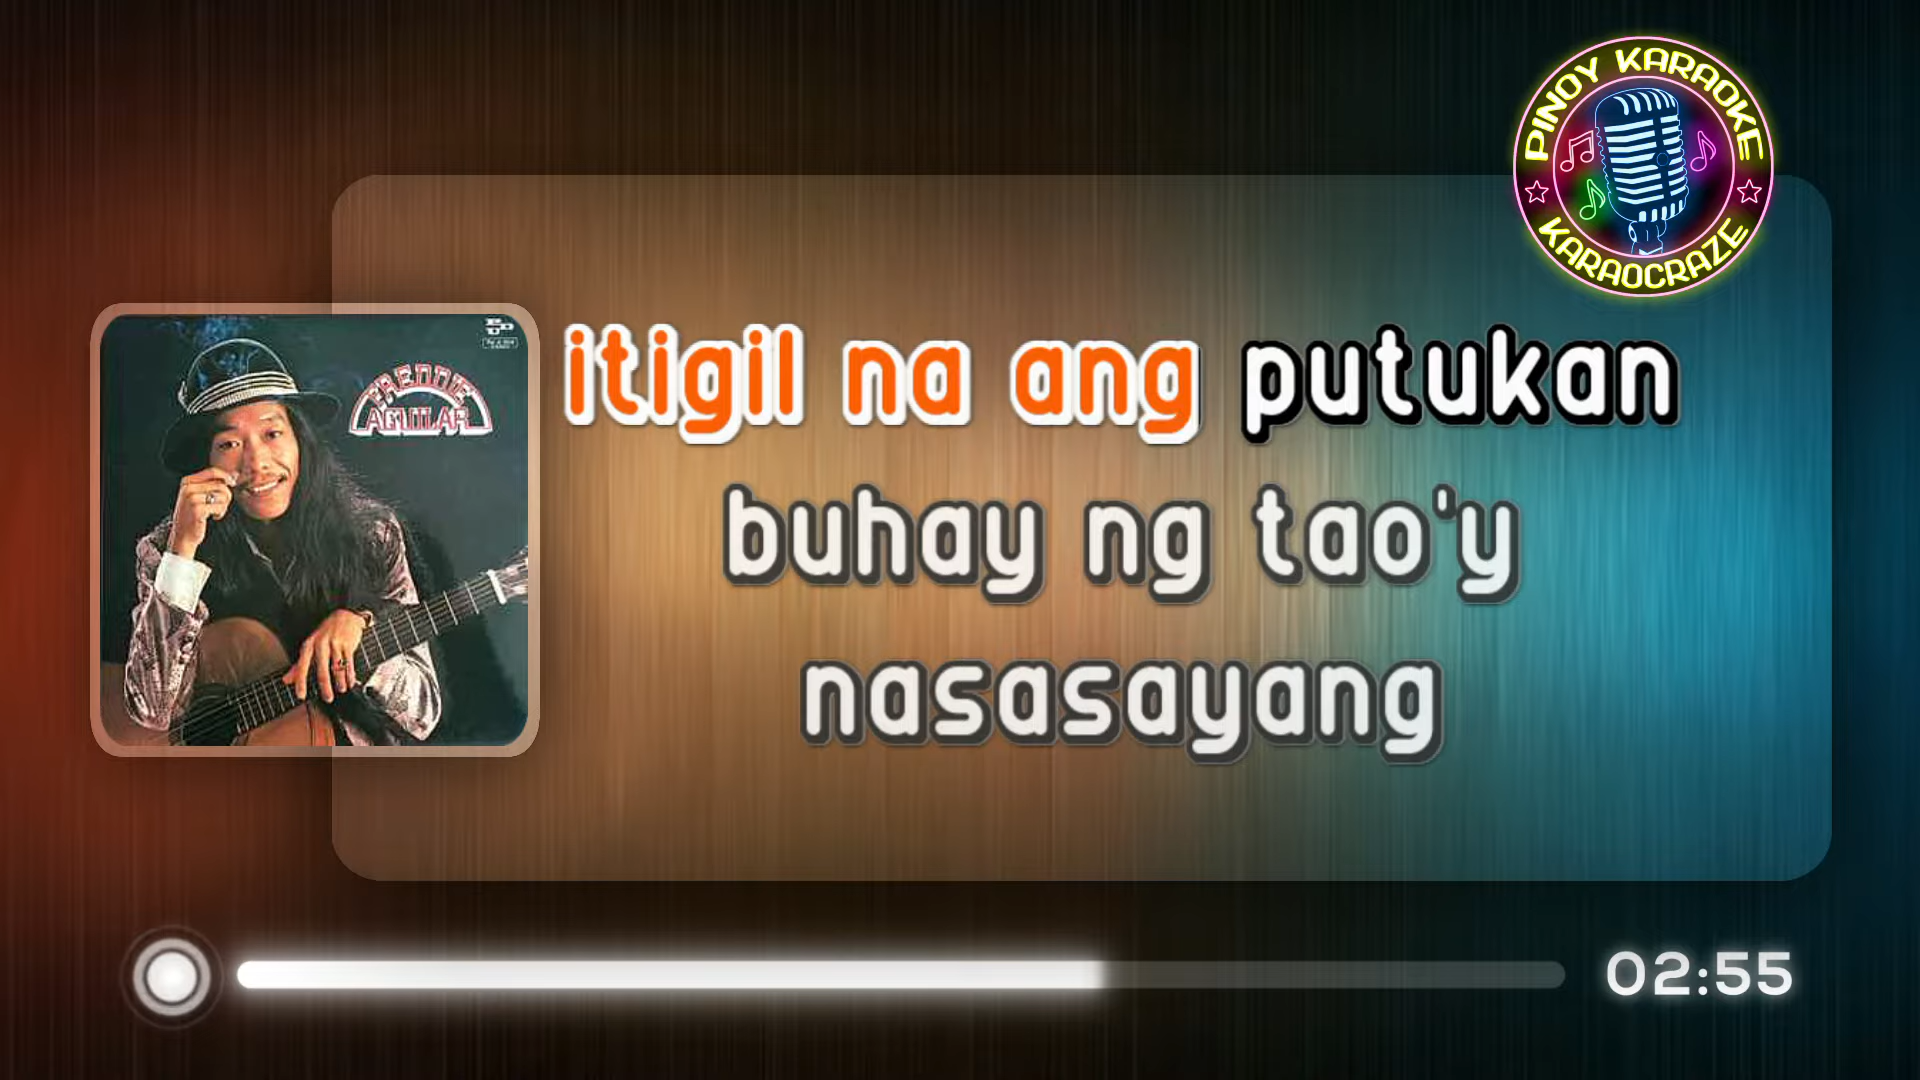 PINOY KARAOKE
KARAOCRAZE
FREDDIE
AGUILAR
itigil na ang putukan
buhay ng tao'y
nasasayang
02:55